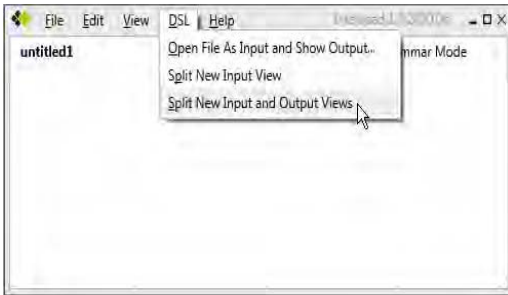 File Edit View DSL Help
untitled1
mmar Mode
Open File As Input and Show Output..
Split New Input View
Split New Input and Output Views